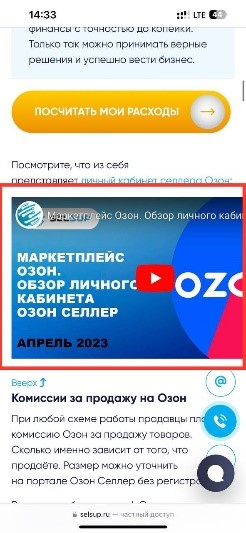 14:33
LTE 44
финансы с точностью до копейки.
Только так можно принимать верные
решения и успешно вести бизнес.
ПОСЧИТАТЬ МОИ РАСХОДЫ
Посмотрите, что из себя
представляет личный кабинет селлера Озон:
Маркетплейс Озон. Обзор личного каби
МАРКЕТПЛЕЙС
ОЗОН.
ОБЗОР ЛИЧНОГО
КАБИНЕТА
ОЗОН СЕЛЛЕР
OZO
АПРЕЛЬ 2023
Вверх
Комиссии за продажу на Озон
При любой схеме работы продавцы
комиссию Озон за продажу товаров.
Сколько именно зависит от того, что
продаёте. Размер можно уточнить
на портале Озон Селлер без
selsup.ru — частный доступ